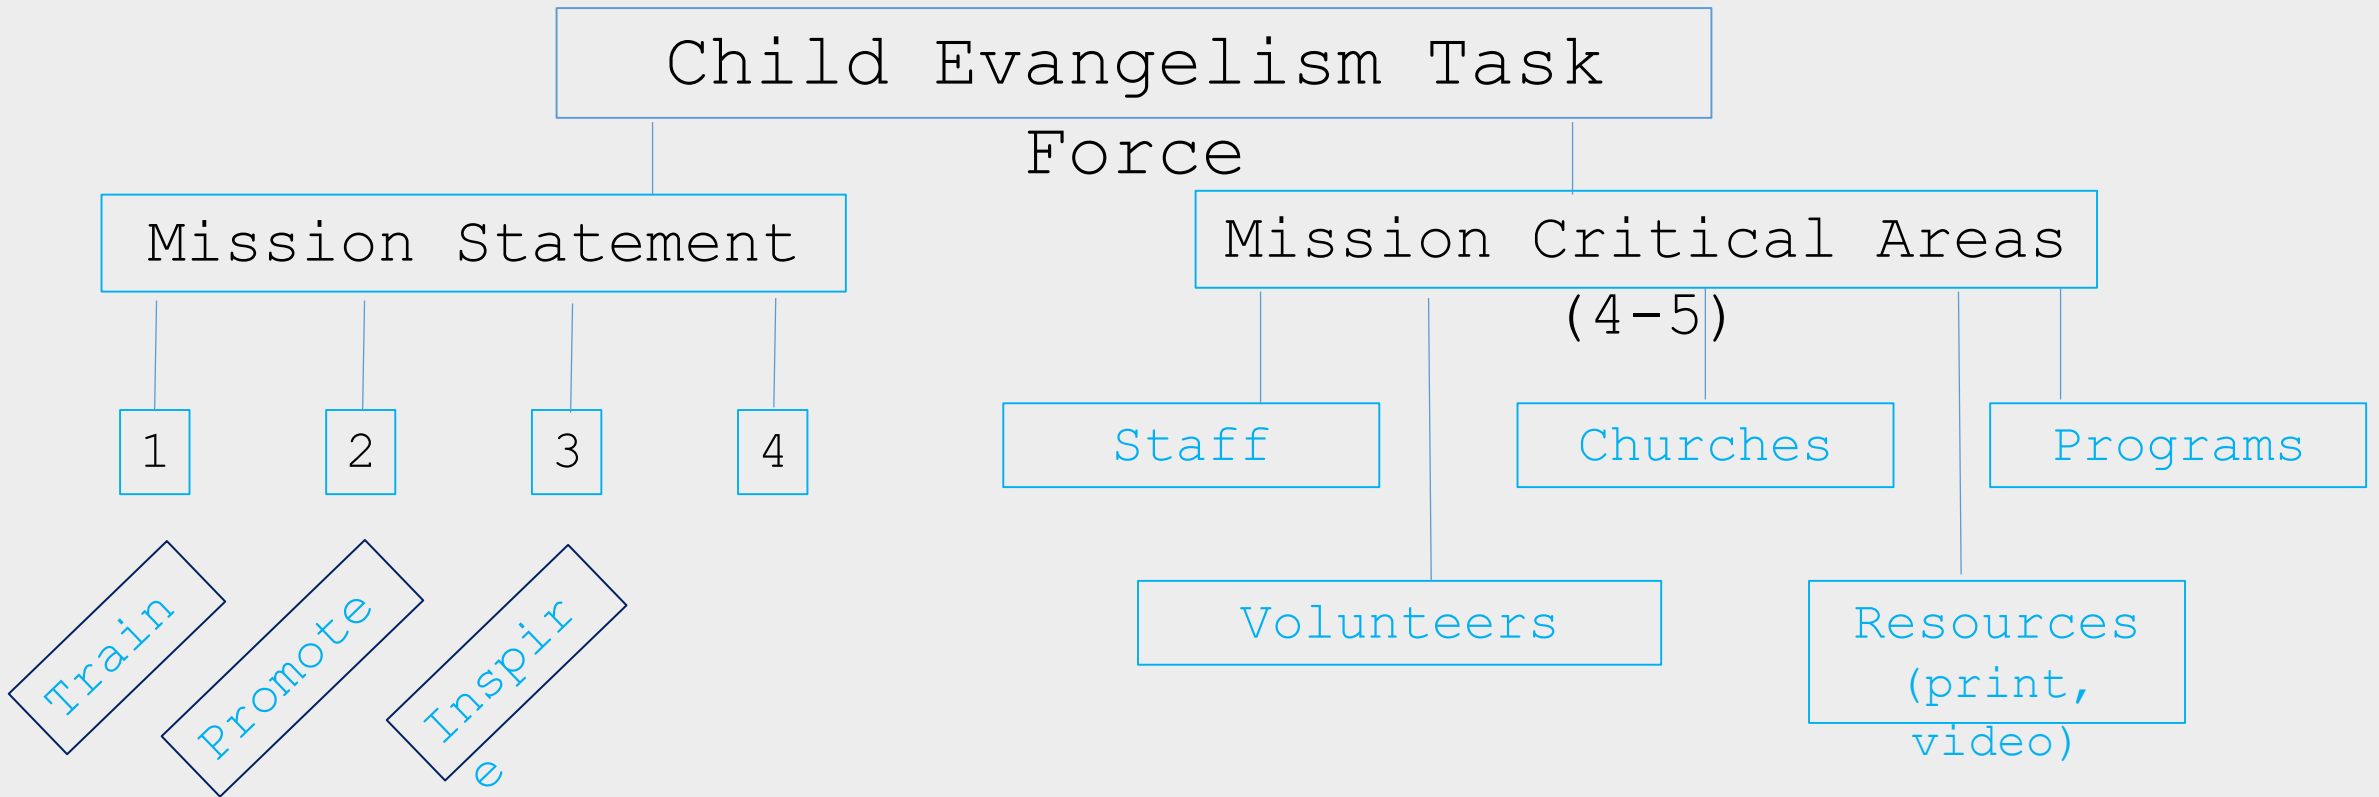 Child Evangelism Task
Force
Mission Statement
Mission Critical Areas
(4-5)
1
2
3
4
Staff
Churches
Programs
Train
Promote
Inspir
e
Volunteers
Resources
(print,
video)